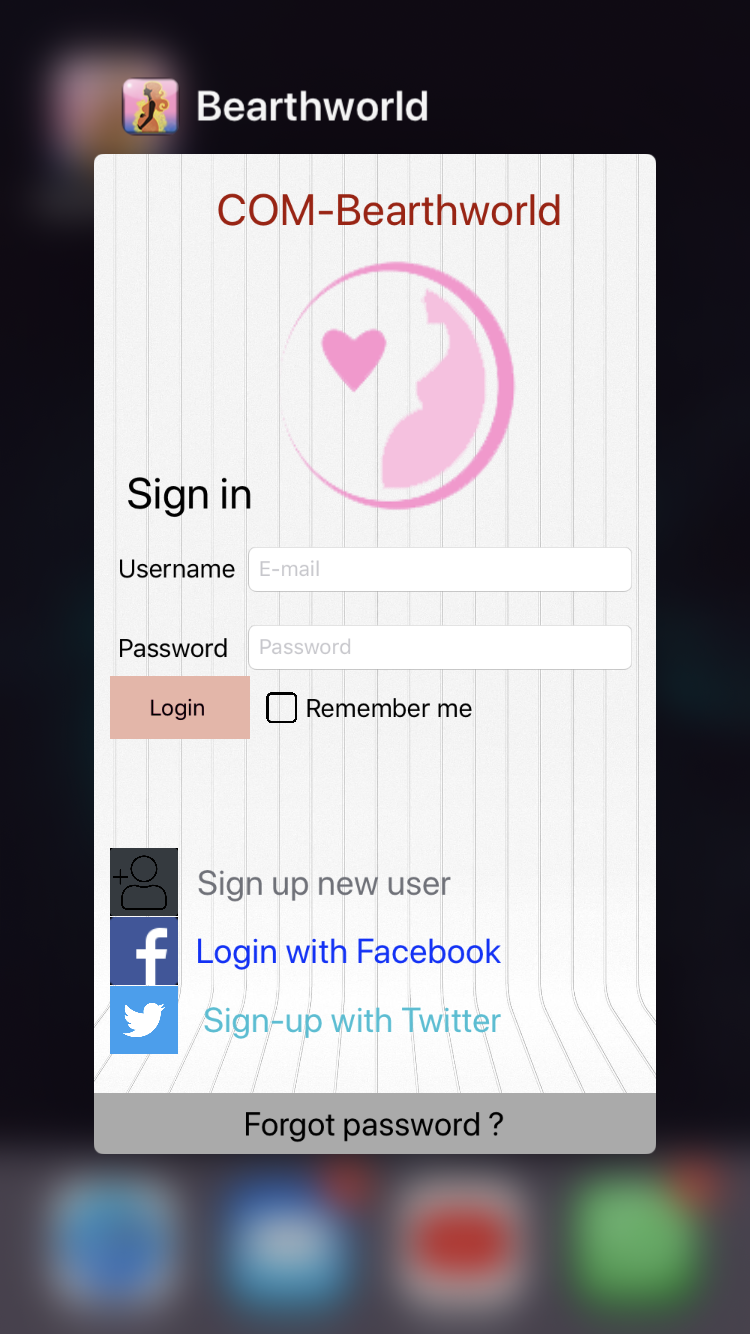 Bearthworld
COM-Bearthworld
Sign in
Username E-mail
Password Password
Login Remember me
Sign up new user
Login with Facebook
Sign-up with Twitter
Forgot password ?